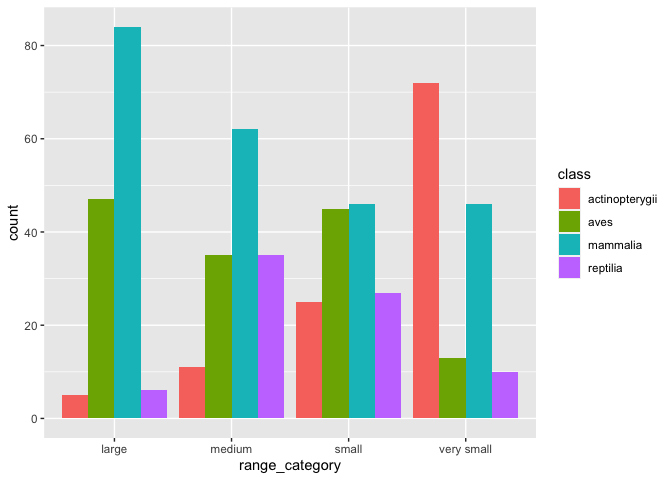 80
60
40
20
0
count
large medium small very small
range_category
class
actinopterygii
aves
mammalia
reptilia